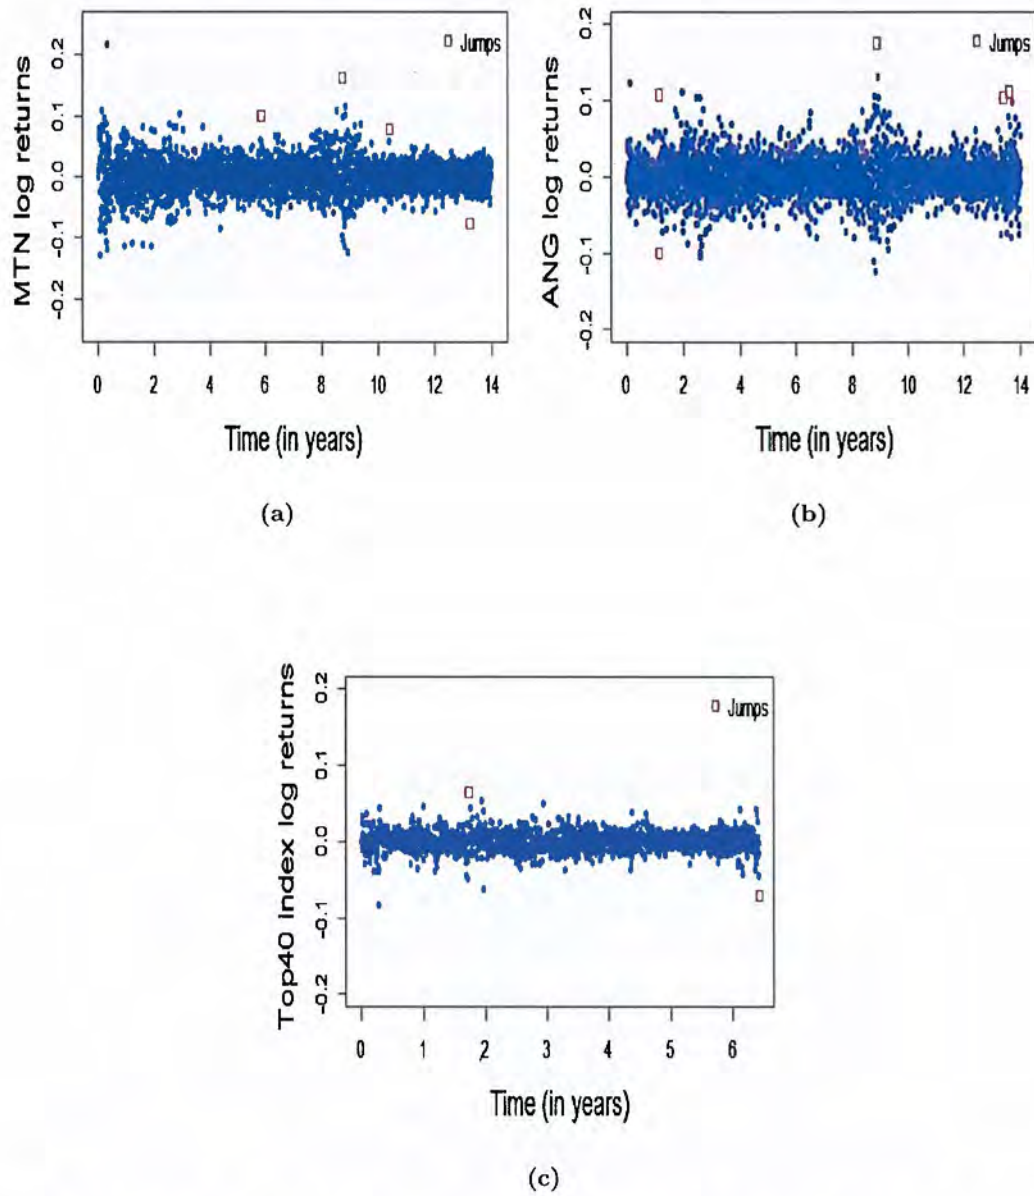 MTN log returns
0.2
0.1
0.0
-0.1
-0.2
Jumps
0 2 4 6 8 10 12 14
Time (in years)
(a)
ANG log returns
0.2
0.1
0.0
-0.1
-0.2
Jumps
0 2 4 6 8 10 12 14
Time (in years)
(b)
Top40 Index log returns
0.2
0.1
0.0
-0.1
-0.2
Jumps
0 1 2 3 4 5 6
Time (in years)
(c)